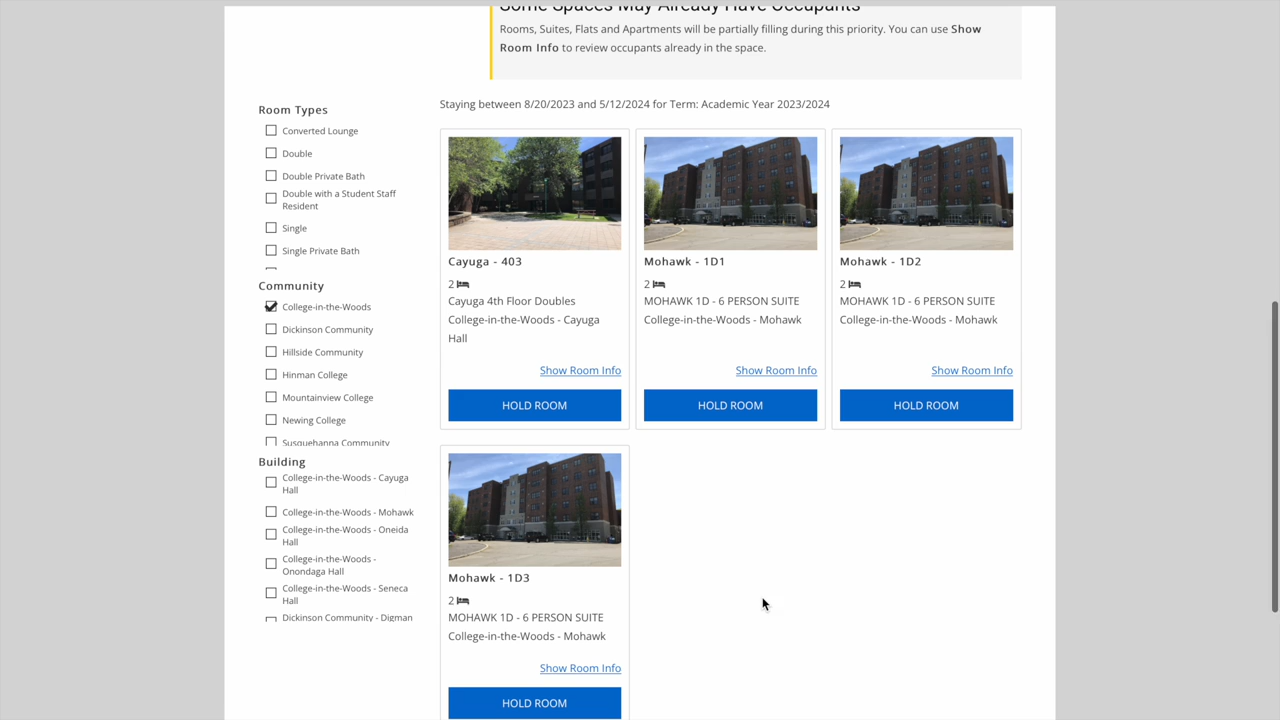 Some Spaces May Already Have Occupants
Rooms, Suites, Flats and Apartments will be partially filling during this priority. You can use Show
Room Info to review occupants already in the space.
Staying between 8/20/2023 and 5/12/2024 for Term: Academic Year 2023/2024
Room Types
Converted Lounge
Double
Double Private Bath
Double with a Student Staff
Resident
Single
Single Private Bath
Community
College-in-the-Woods
Dickinson Community
Hillside Community
Hinman College
Mountainview College
Newing College
Susquehanna Community
Building
College-in-the-Woods - Cayuga
Hall
College-in-the-Woods - Mohawk
College-in-the-Woods - Oneida
Hall
College-in-the-Woods -
Onondaga Hall
College-in-the-Woods - Seneca
Hall
Dickinson Community - Digman
Cayuga - 403
2
Cayuga 4th Floor Doubles
College-in-the-Woods - Cayuga
Hall
Show Room Info
HOLD ROOM
Mohawk - 1D1
2
MOHAWK 1D - 6 PERSON SUITE
College-in-the-Woods - Mohawk
Show Room Info
HOLD ROOM
Mohawk - 1D2
2
MOHAWK 1D - 6 PERSON SUITE
College-in-the-Woods - Mohawk
Show Room Info
HOLD ROOM
Mohawk - 1D3
2
MOHAWK 1D - 6 PERSON SUITE
College-in-the-Woods - Mohawk
Show Room Info
HOLD ROOM